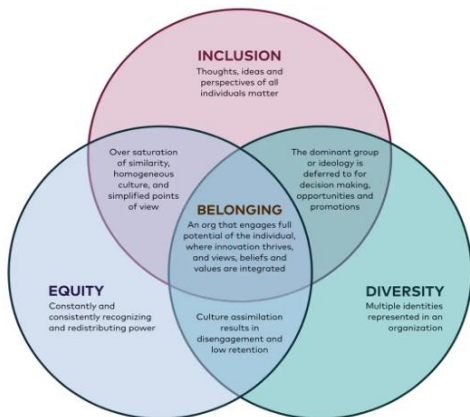 INCLUSION
Thoughts, ideas and
perspectives of all
individuals matter
Over saturation
of similarity,
homogeneous
culture, and
simplified points
of view
The dominant group
or ideology is
deferred to for
decision making,
opportunities and
promotions
BELONGING
An org that engages full
potential of the individual,
where innovation thrives,
and views, beliefs and
values are integrated
EQUITY
Constantly and
consistently recognizing
and redistributing power
DIVERSITY
Multiple identities
represented in an
organization
Culture assimilation
results in
disengagement and
low retention